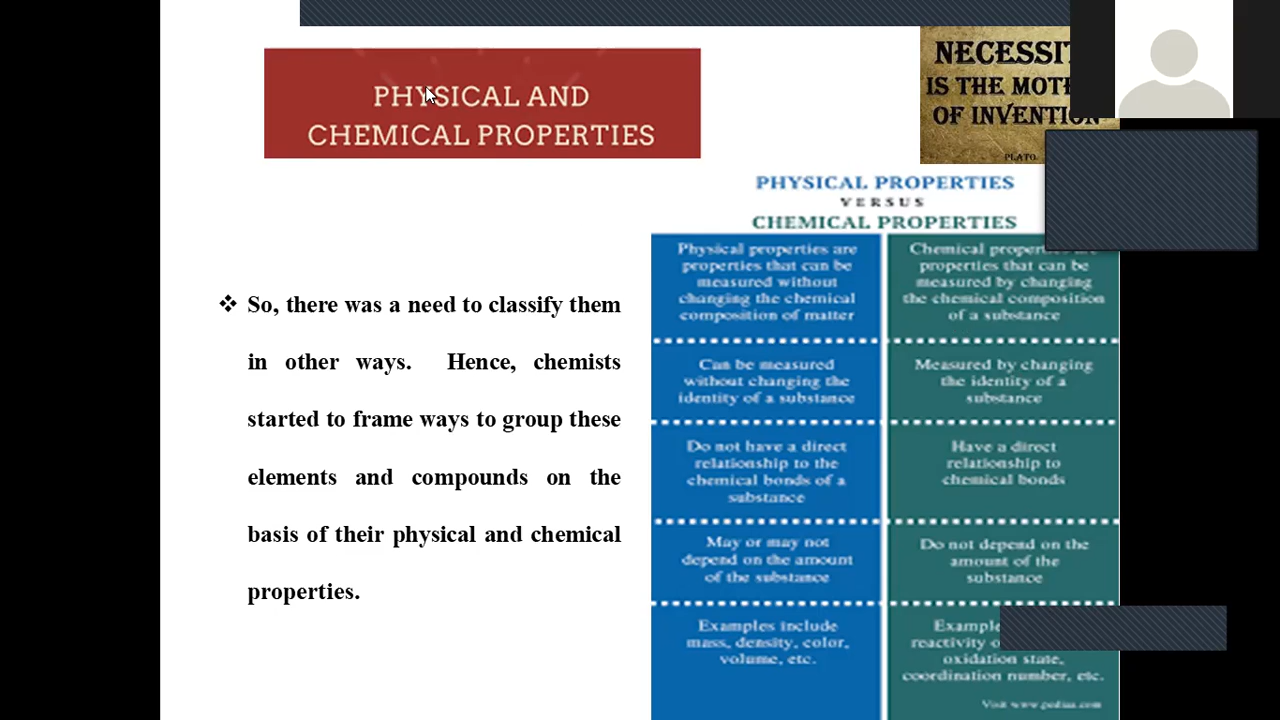 PHYSICAL AND
CHEMICAL PROPERTIES
NECESSI
IS THE MOT
OF INVENTION
PLATO
PHYSICAL PROPERTIES
VERSUS
CHEMICAL PROPERTIES
❖ So, there was a need to classify them
in other ways. Hence, chemists
started to frame ways to group these
elements and compounds on the
basis of their physical and chemical
properties.
Physical properties are
properties that can be
measured without
changing the chemical
composition of matter
Chemical
properties that can be
measured by changing
the chemical composition
of a substance
Can be measured
without changing the
identity of a substance
Measured by changing
the identity of a
substance
Do not have a direct
relationship to the
chemical bonds of a
substance
Have a direct
relationship to
chemical bonds
May or may not
depend on the amount
of the substance
Do not depend on the
amount of the
substance
Examples include
mass, density, color,
volume, etc.
Example
reactivity
oxidation state,
coordination number, etc.
Visit www.pediaa.com